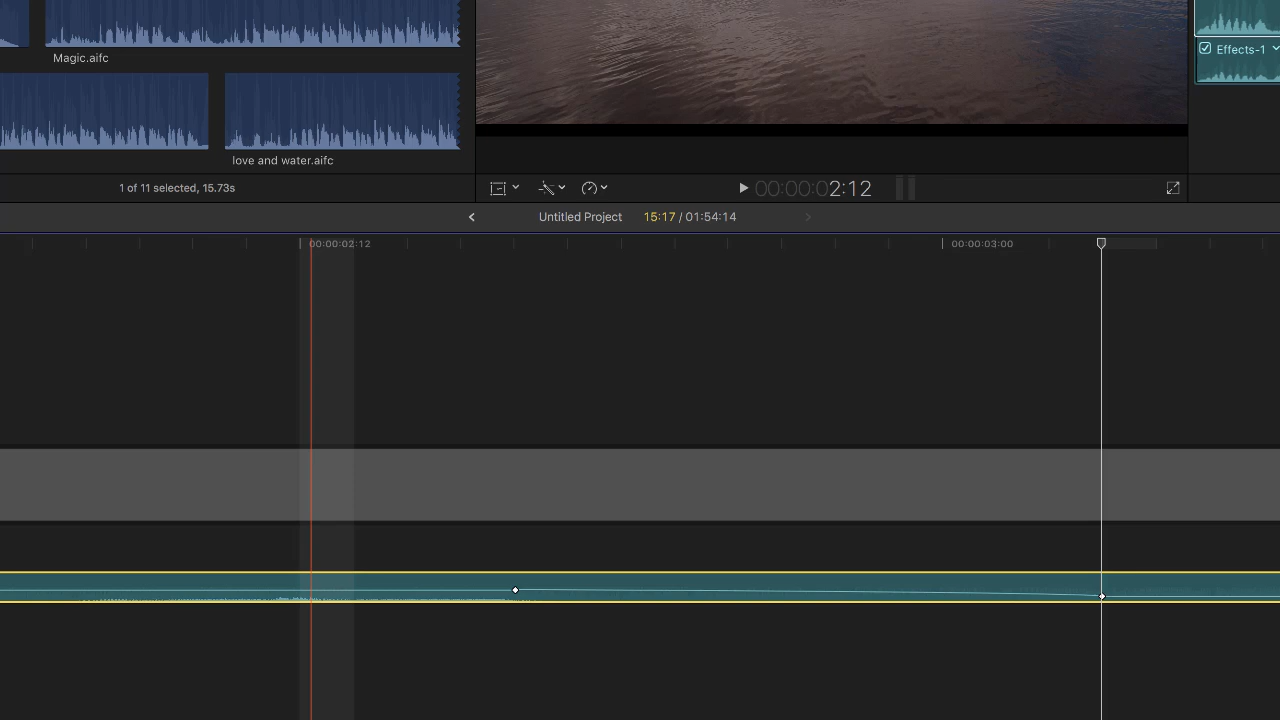 Magic.aifc
Effects-1
love and water.aifc
1 of 11 selected, 15.73s
00:00:02:12
Untitled Project
15:17 / 01:54:14
00:00:02:12
00:00:03:00